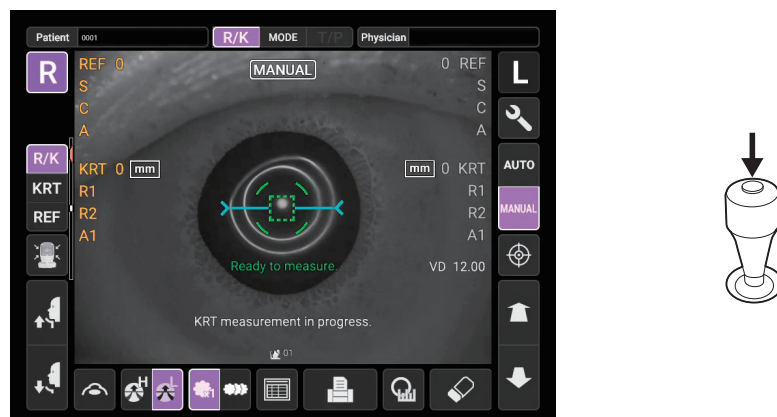 Patient 0001 R/K MODE T/P Physician
R REF 0 MANUAL 0 REF L
S S
C C
A A
R/K KRT 0 mm mm 0 KRT AUTO
KRT R1 R1
REF R2 R2 MANUAL
A1 A1
Ready to measure. VD 12.00
KRT measurement in progress.
01
H L x1